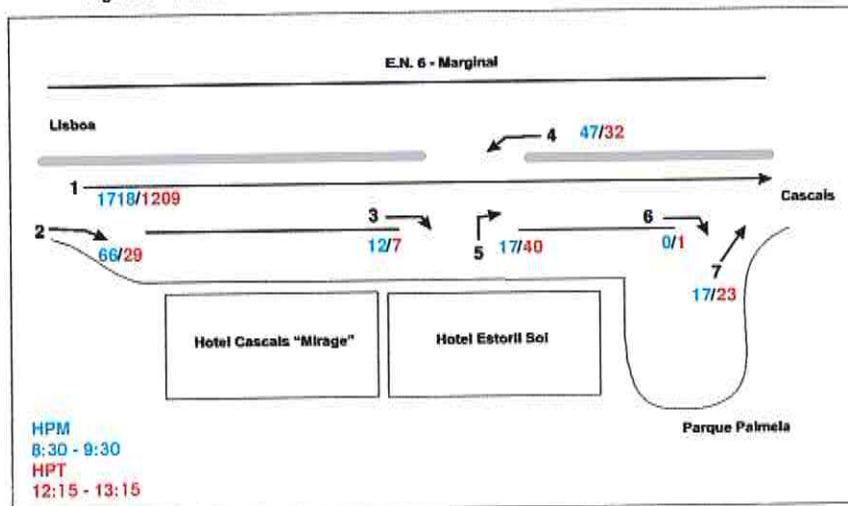 E.N. 6 - Marginal
Lisboa
4 47/32
1
1718/1209
Cascais
2
66/29
3
12/7
5
17/40
6
0/1
7
17/23
Hotel Cascais "Mirage"
Hotel Estoril Sol
Parque Palmela
HPM
8:30 - 9:30
HPT
12:15 - 13:15